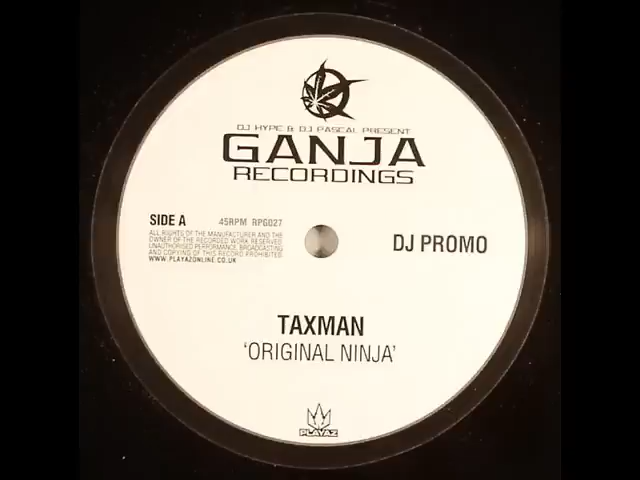 DJ HYPE & DJ PASCAL PRESENT
GANJA
RECORDINGS
SIDE A 45RPM RPG027
ALL RIGHTS OF THE MANUFACTURER AND THE
OWNER OF THE RECORDED WORK RESERVED.
UNAUTHORISED PERFORMANCE, BROADCASTING
AND COPYING OF THIS RECORD PROHIBITED.
WWW.PLAYAZONLINE.CO.UK
DJ PROMO
TAXMAN
'ORIGINAL NINJA'
PLAYAZ